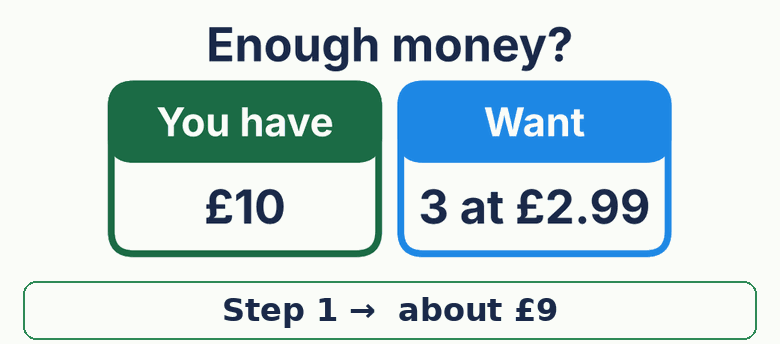 Enough money?
You have
Want
£10
3 at £2.99
Step 1 → about £9